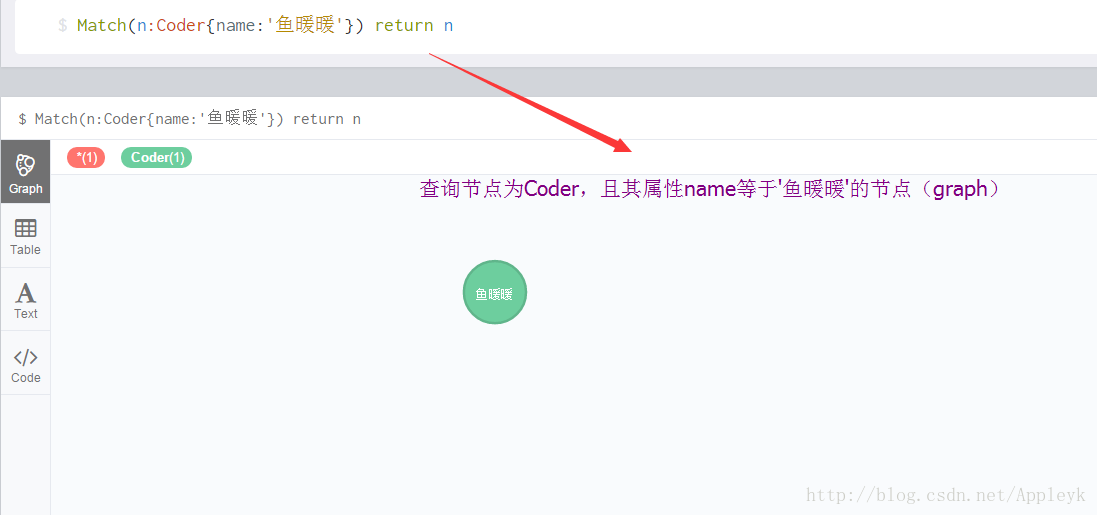 $ Match(n:Coder{name:'鱼暖暖'}) return n
$ Match(n:Coder{name:'鱼暖暖'}) return n
*(1) Coder(1)
Graph
查询节点为Coder，且其属性name等于'鱼暖暖'的节点（graph）
Table
鱼暖暖
Text
Code
http://blog.csdn.net/Appleyk